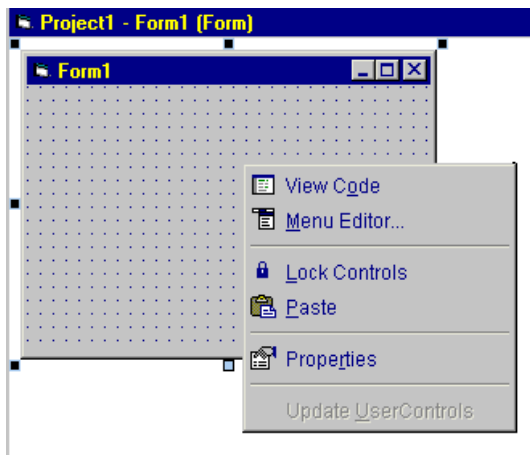 Project1 - Form1 (Form)
Form1
View Code
Menu Editor...
Lock Controls
Paste
Properties
Update UserControls